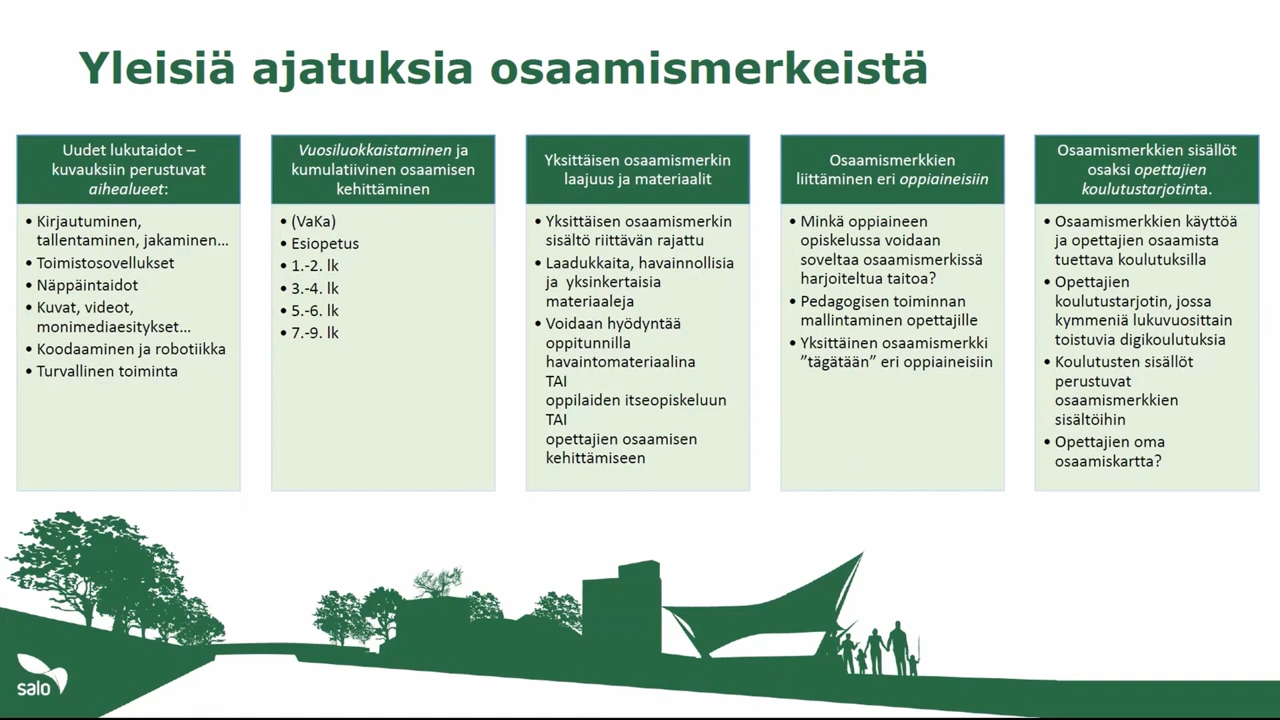 Yleisiä ajatuksia osaamismerkeistä
Uudet lukutaidot –
kuvauksiin perustuvat
aihealueet:
• Kirjautuminen,
tallentaminen, jakaminen…
• Toimistosovellukset
• Näppäintaidot
• Kuvat, videot,
monimediaesitykset…
• Koodaaminen ja robotiikka
• Turvallinen toiminta
Vuosiluokkaistaminen ja
kumulatiivinen osaamisen
kehittäminen
• (VaKa)
• Esiopetus
• 1.-2. lk
• 3.-4. lk
• 5.-6. lk
• 7.-9. lk
Yksittäisen osaamismerkin
laajuus ja materiaalit
• Yksittäisen osaamismerkin
sisältö riittävän rajattu
• Laadukkaita, havainnollisia
ja yksinkertaisia
materiaaleja
• Voidaan hyödyntää
oppitunnilla
havaintomateriaalina
TAI
oppilaiden itseopiskeluun
TAI
opettajien osaamisen
kehittämiseen
Osaamismerkkien
liittäminen eri oppiaineisiin
• Minkä oppiaineen
opiskelussa voidaan
soveltaa osaamismerkissä
harjoiteltua taitoa?
• Pedagogisen toiminnan
mallintaminen opettajille
• Yksittäinen osaamismerkki
”tägätään” eri oppiaineisiin
Osaamismerkkien sisällöt
osaksi opettajien
koulutustarjotinta.
• Osaamismerkkien käyttöä
ja opettajien osaamista
tuettava koulutuksilla
• Opettajien
koulutustarjotin, jossa
kymmeniä lukuvuosittain
toistuvia digikoulutuksia
• Koulutusten sisällöt
perustuvat
osaamismerkkien
sisältöihin
• Opettajien oma
osaamiskartta?
salo